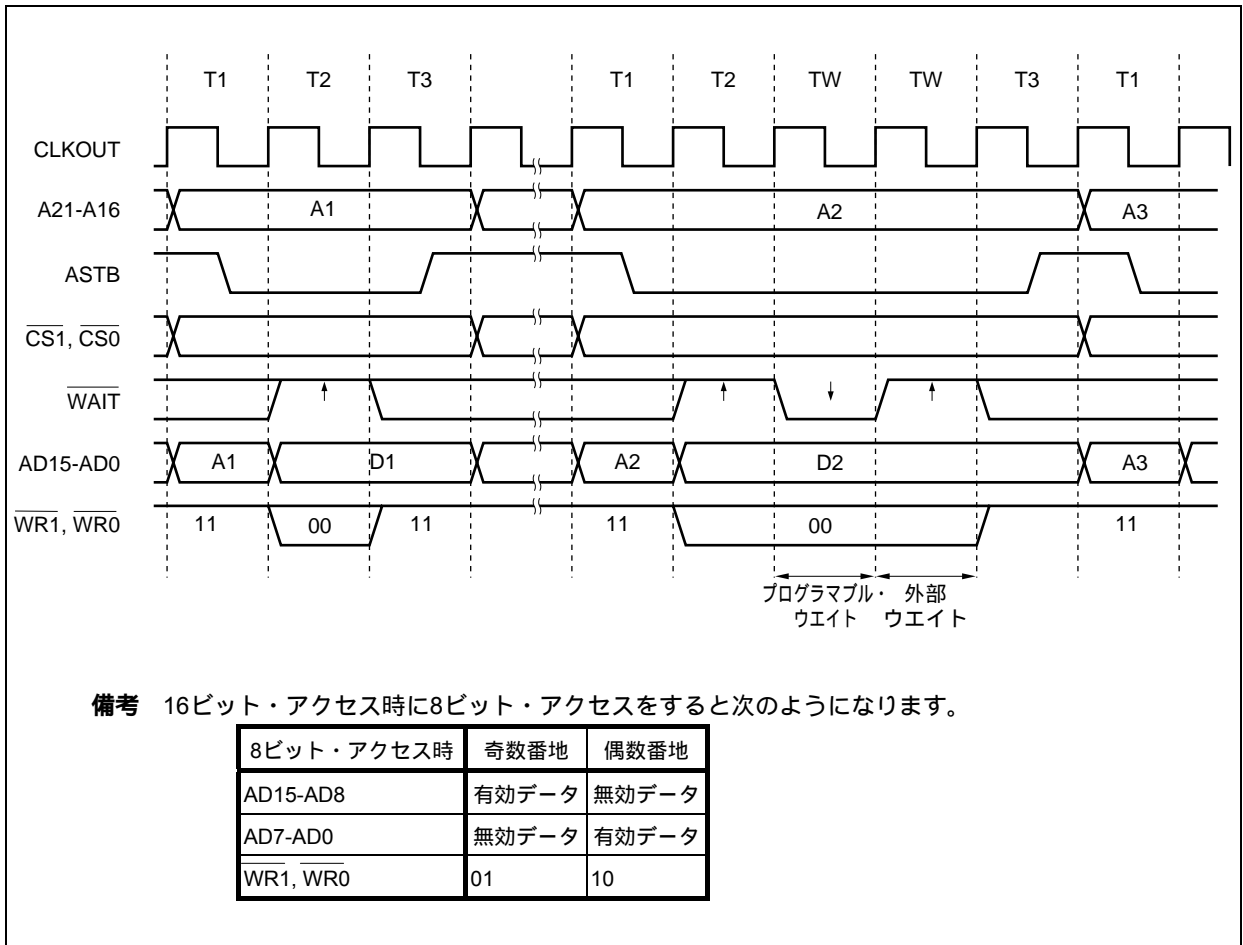 T1 T2 T3 T1 T2 TW TW T3 T1
CLKOUT
A21-A16 A1 A2 A3
ASTB
CS1, CS0
WAIT
AD15-AD0 A1 D1 A2 D2 A3
WR1, WR0 11 00 11 11 00 11
プログラマブル・ 外部
ウエイト ウエイト
備考 16ビット・アクセス時に8ビット・アクセスをすると次のようになります。
8ビット・アクセス時 奇数番地 偶数番地
AD15-AD8 有効データ 無効データ
AD7-AD0 無効データ 有効データ
WR1, WR0 01 10